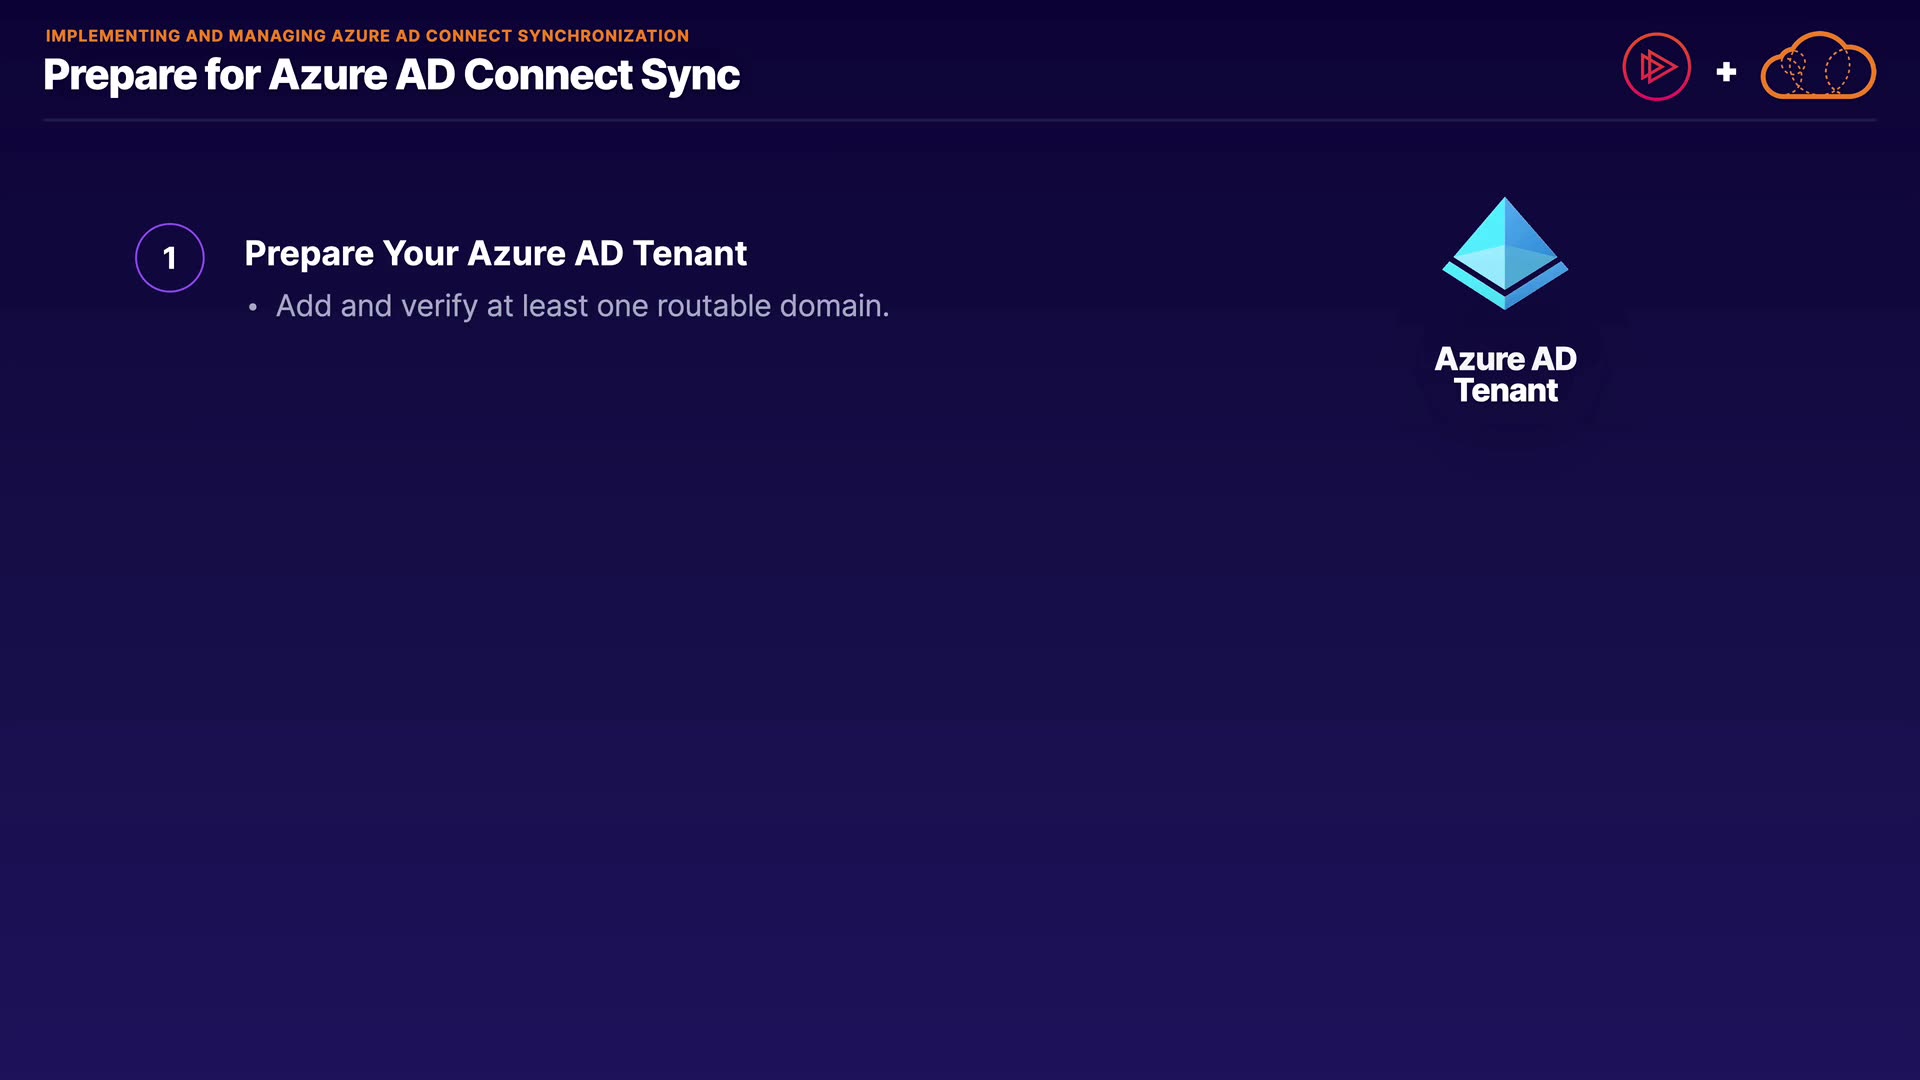 IMPLEMENTING AND MANAGING AZURE AD CONNECT SYNCHRONIZATION
Prepare for Azure AD Connect Sync
+
1
Prepare Your Azure AD Tenant
• Add and verify at least one routable domain.
Azure AD
Tenant